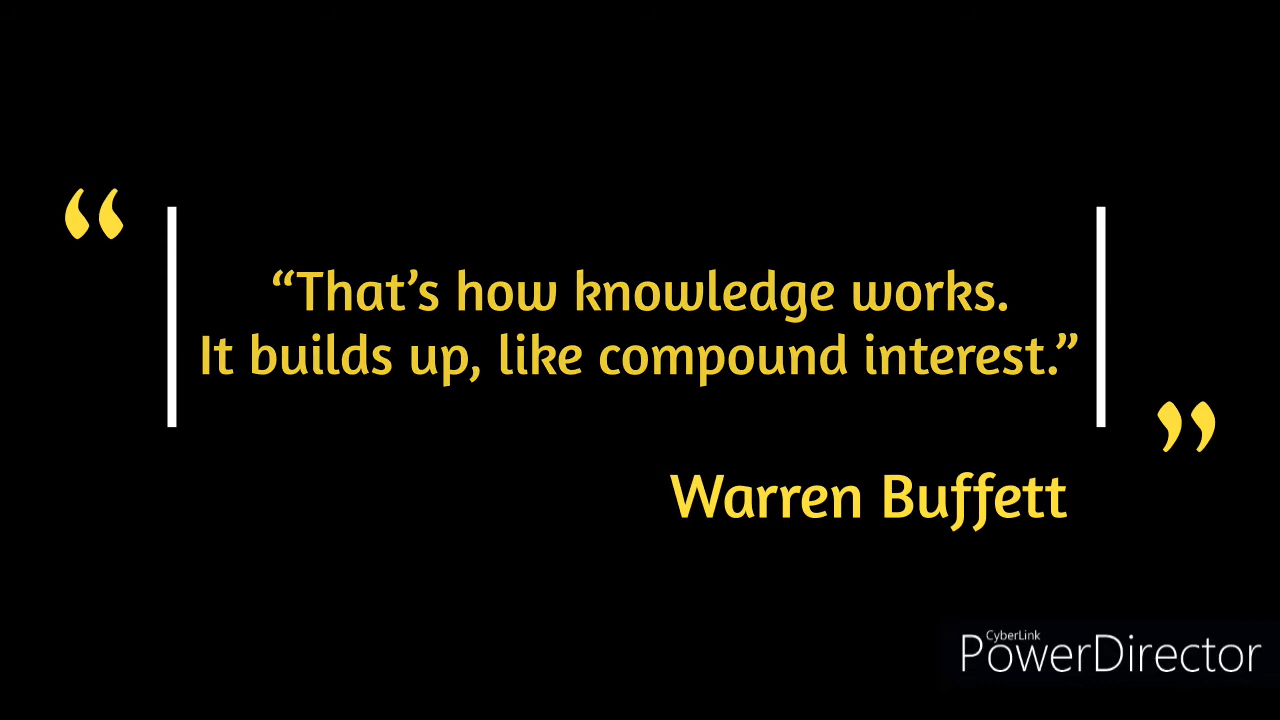 “
“That’s how knowledge works.
It builds up, like compound interest.”
”
Warren Buffett
CyberLink
PowerDirector